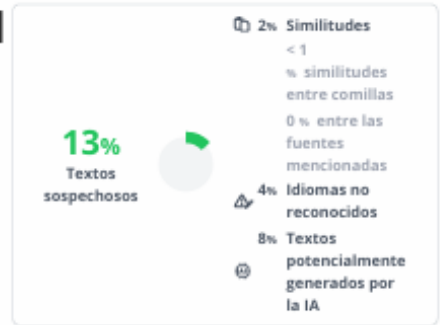 13%
Textos
sospechosos
2% Similitudes
< 1
% similitudes
entre comillas
0 % entre las
fuentes
mencionadas
4% Idiomas no
reconocidos
8% Textos
potencialmente
generados por
la IA